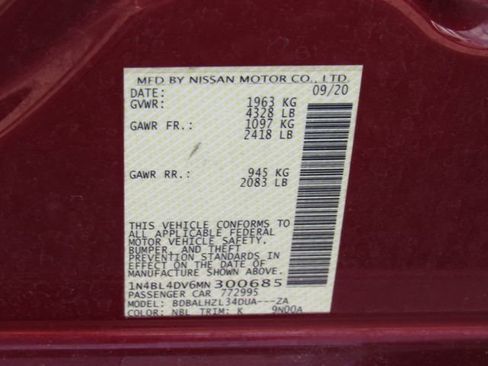 MFD BY NISSAN MOTOR CO., LTD.
DATE: 09/20
GVWR: 1963 KG
4328 LB
GAWR FR.: 1097 KG
2418 LB
GAWR RR.: 945 KG
2083 LB
THIS VEHICLE CONFORMS TO
ALL APPLICABLE FEDERAL
MOTOR VEHICLE SAFETY,
BUMPER, AND THEFT
PREVENTION STANDARDS IN
EFFECT ON THE DATE OF
MANUFACTURE SHOWN ABOVE.
1N4BL4DV6MN300685
PASSENGER CAR 772995
MODEL: BDBALHZL34DUA---ZA
COLOR: NBL TRIM: K 9N00A